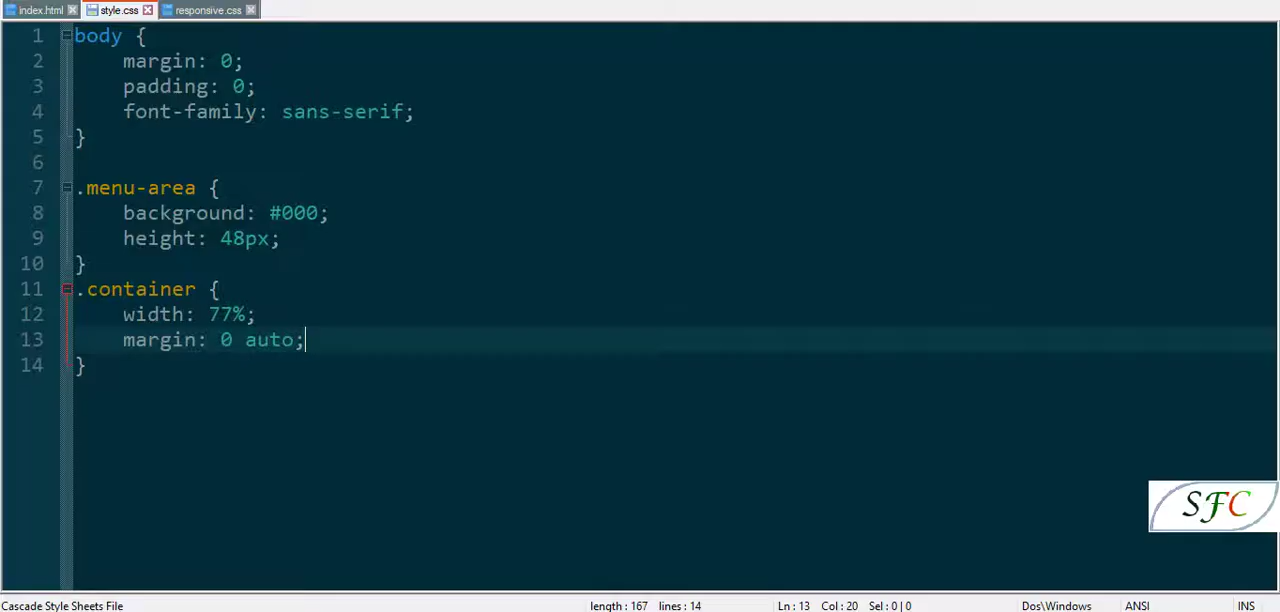 index.html style.css responsive.css
1 body {
2 margin: 0;
3 padding: 0;
4 font-family: sans-serif;
5 }
6
7 .menu-area {
8 background: #000;
9 height: 48px;
10 }
11 .container {
12 width: 77%;
13 margin: 0 auto;
14 }
SFC
Cascade Style Sheets File length : 167 lines : 14 Ln : 13 Col : 20 Sel : 0 | 0 Dos\Windows ANSI INS